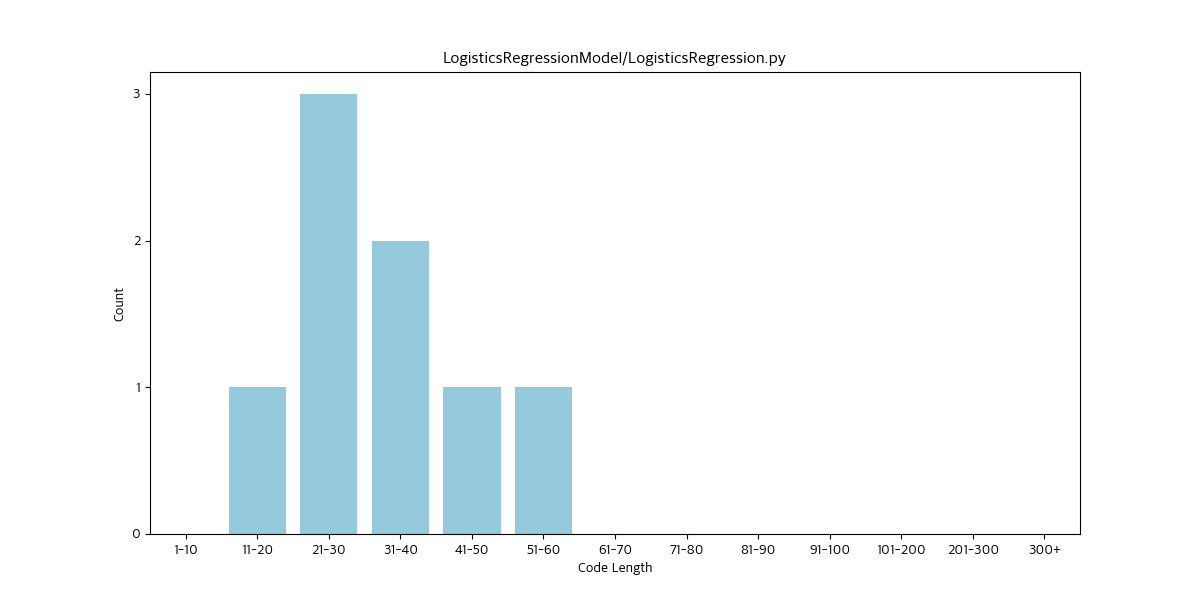 LogisticsRegressionModel/LogisticsRegression.py
3
2
1
0
Count
1-10 11-20 21-30 31-40 41-50 51-60 61-70 71-80 81-90 91-100 101-200 201-300 300+
Code Length